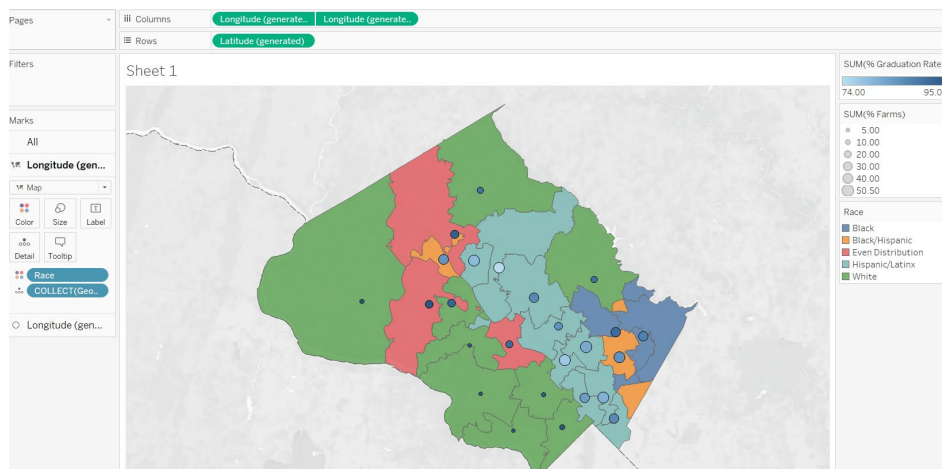 Pages
iii Columns
Longitude (generate.. Longitude (generate..
Rows
Latitude (generated)
Filters
Marks
All
Longitude (gen...
Map
Color Size Label
Detail Tooltip
Race
COLLECT(Geo..
Longitude (gen...
Sheet 1
SUM(% Graduation Rate
74.00 95.0
SUM(% Farms)
5.00
10.00
20.00
30.00
40.00
50.50
Race
Black
Black/Hispanic
Even Distribution
Hispanic/Latinx
White